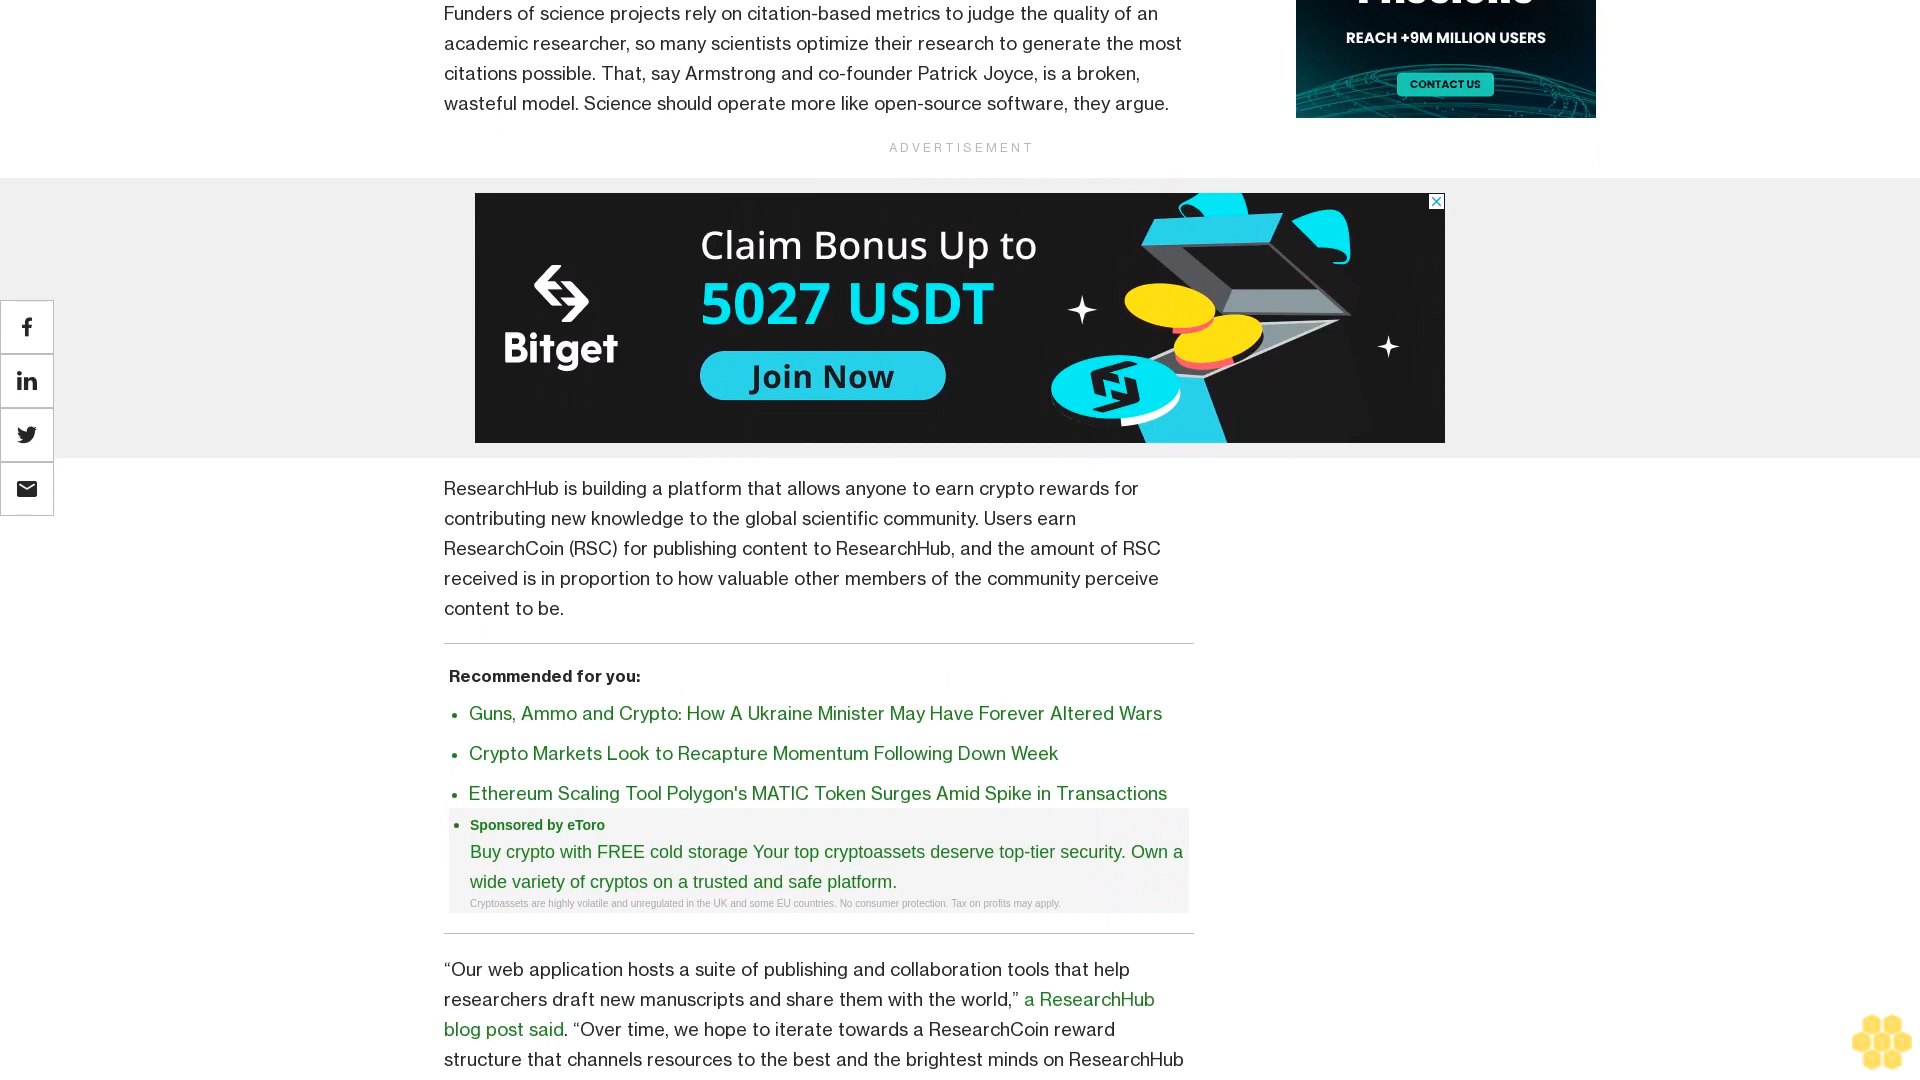 Funders of science projects rely on citation-based metrics to judge the quality of an
academic researcher, so many scientists optimize their research to generate the most
citations possible. That, say Armstrong and co-founder Patrick Joyce, is a broken,
wasteful model. Science should operate more like open-source software, they argue.
REACH +9M MILLION USERS
CONTACT US
ADVERTISEMENT
Bitget
Claim Bonus Up to
5027 USDT
Join Now
ResearchHub is building a platform that allows anyone to earn crypto rewards for
contributing new knowledge to the global scientific community. Users earn
ResearchCoin (RSC) for publishing content to ResearchHub, and the amount of RSC
received is in proportion to how valuable other members of the community perceive
content to be.
Recommended for you:
• Guns, Ammo and Crypto: How A Ukraine Minister May Have Forever Altered Wars
• Crypto Markets Look to Recapture Momentum Following Down Week
• Ethereum Scaling Tool Polygon's MATIC Token Surges Amid Spike in Transactions
• Sponsored by eToro
Buy crypto with FREE cold storage Your top cryptoassets deserve top-tier security. Own a
wide variety of cryptos on a trusted and safe platform.
Cryptoassets are highly volatile and unregulated in the UK and some EU countries. No consumer protection. Tax on profits may apply.
“Our web application hosts a suite of publishing and collaboration tools that help
researchers draft new manuscripts and share them with the world,” a ResearchHub
blog post said. “Over time, we hope to iterate towards a ResearchCoin reward
structure that channels resources to the best and the brightest minds on ResearchHub